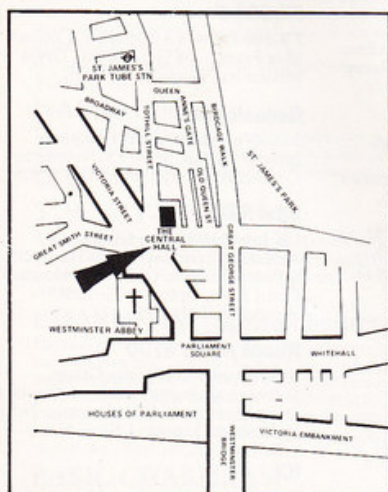 ST. JAMES'S
PARK TUBE STN
QUEEN
ANNE'S GATE
BROADWAY
TOTHILL STREET
BIRDCAGE WALK
ST. JAMES'S PARK
VICTORIA STREET
OLD QUEEN ST
GREAT SMITH STREET
THE
CENTRAL
HALL
GREAT GEORGE STREET
WESTMINSTER ABBEY
PARLIAMENT
SQUARE
WHITEHALL
HOUSES OF PARLIAMENT
WESTMINSTER
BRIDGE
VICTORIA EMBANKMENT